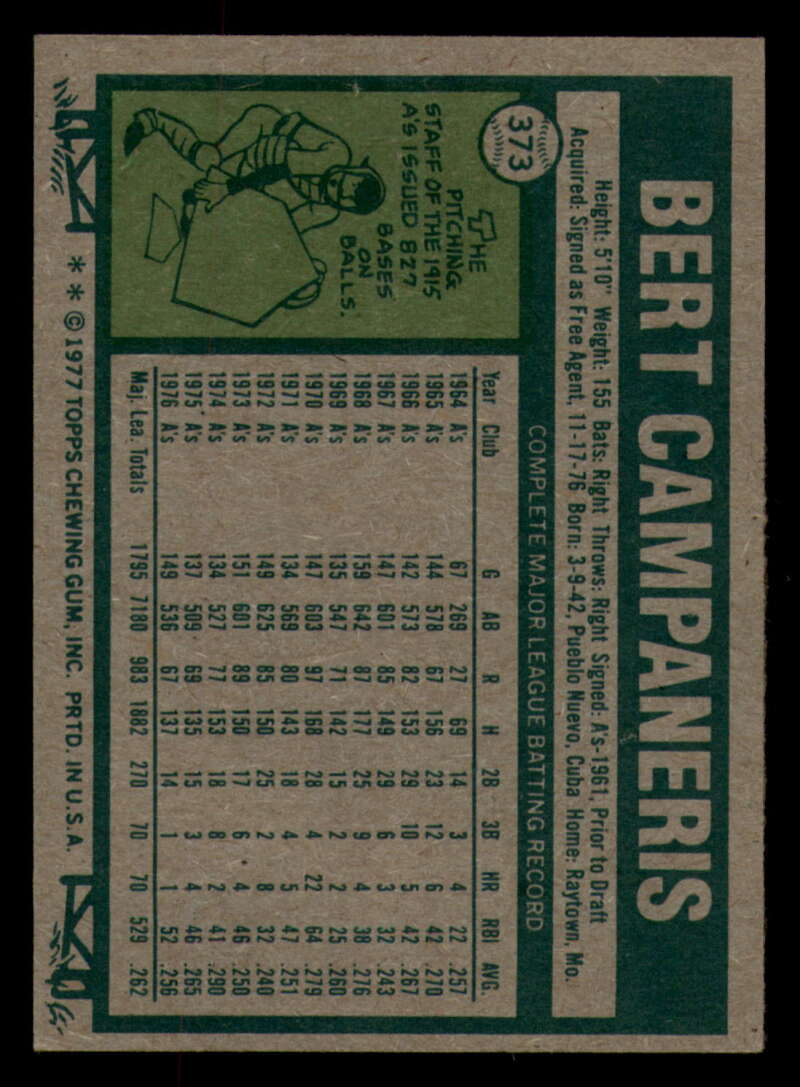 BERT CAMPANERIS
Height: 5'10" Weight: 155 Bats: Right Throws: Right Signed: A's-1961, Prior to Draft
Acquired: Signed as Free Agent, 11-17-76 Born: 3-9-42, Pueblo Nuevo, Cuba Home: Raytown, Mo.
373
THE
PITCHING
STAFF OF THE 1915
A'S ISSUED 827
BASES
ON
BALLS.
COMPLETE MAJOR LEAGUE BATTING RECORD
Year Club G AB R H 2B 3B HR RBI AVG.
1964 A's 67 269 27 69 14 3 4 22 .257
1965 A's 144 578 67 156 23 12 6 42 .270
1966 A's 142 573 82 153 29 10 5 42 .267
1967 A's 147 601 85 149 29 6 3 32 .243
1968 A's 159 642 87 177 25 9 4 38 .276
1969 A's 135 547 71 142 15 2 2 25 .260
1970 A's 147 603 97 168 28 4 22 64 .279
1971 A's 134 569 80 143 18 4 5 47 .251
1972 A's 149 625 85 150 25 2 8 32 .240
1973 A's 151 601 89 150 17 6 4 46 .250
1974 A's 134 527 77 153 18 8 2 41 .290
1975 A's 137 509 69 135 15 3 4 46 .265
1976 A's 149 536 67 137 14 1 1 52 .256
Maj. Lea. Totals 1795 7180 983 1882 270 70 70 529 .262
* * © 1977 TOPPS CHEWING GUM, INC. PRTD. IN U.S.A.